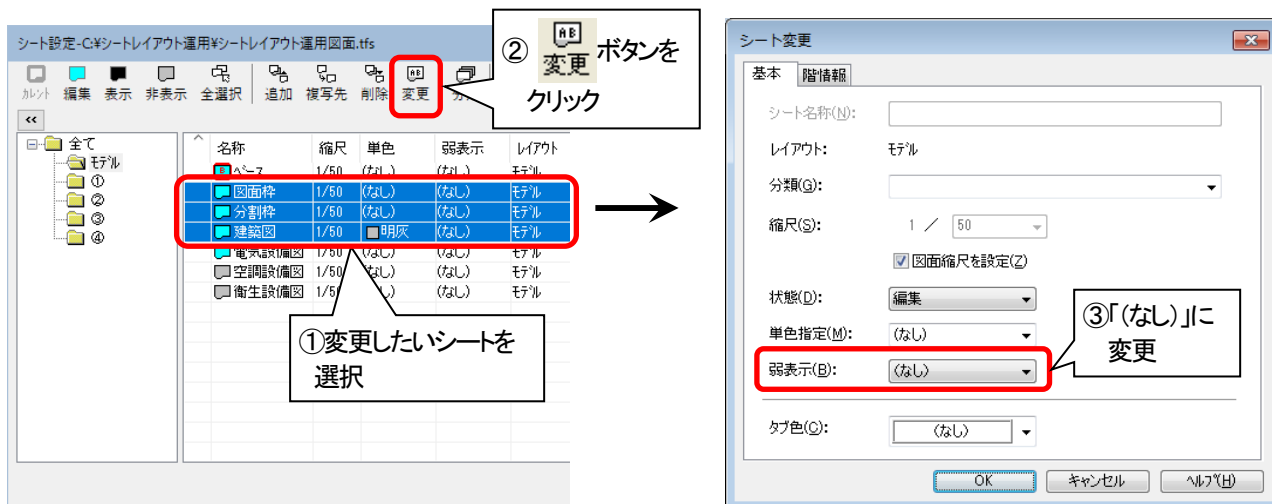 シート設定-C:¥シートレイアウト運用¥シートレイアウト運用図面.tfs
カレント 編集 表示 非表示 全選択 追加 複写先 削除 変更
<<
全て
モデル
①
②
③
④
名称 縮尺 単色 弱表示 レイアウト
ベース 1/50 (なし) (なし) モデル
図面枠 1/50 (なし) (なし) モデル
分割枠 1/50 (なし) (なし) モデル
建築図 1/50 明灰 (なし) モデル
電気設備図 1/50 (なし) (なし) モデル
空調設備図 1/50 (なし) (なし) モデル
衛生設備図 1/50 (なし) モデル
①変更したいシートを
選択
② AB 変更 ボタンを
クリック
シート変更
基本 階情報
シート名称(N):
レイアウト: モデル
分類(G):
縮尺(S): 1 / 50
図面縮尺を設定(Z)
状態(D): 編集
単色指定(M): (なし)
弱表示(B): (なし)
タブ色(C): (なし)
③「(なし)」に
変更
OK キャンセル ヘルプ(H)